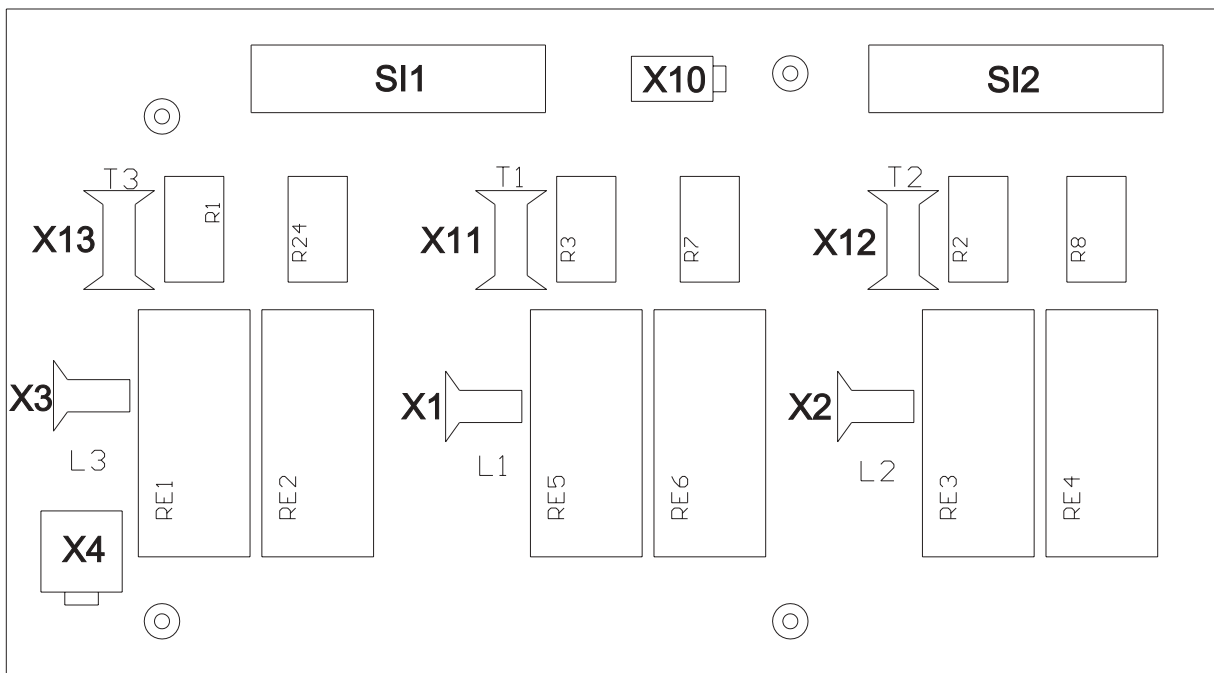 SI1
X10
SI2
T3
T1
T2
X13
R1
R24
X11
R3
R7
X12
R2
R8
X3
X1
X2
L3
L1
L2
RE1
RE2
RE5
RE6
RE3
RE4
X4